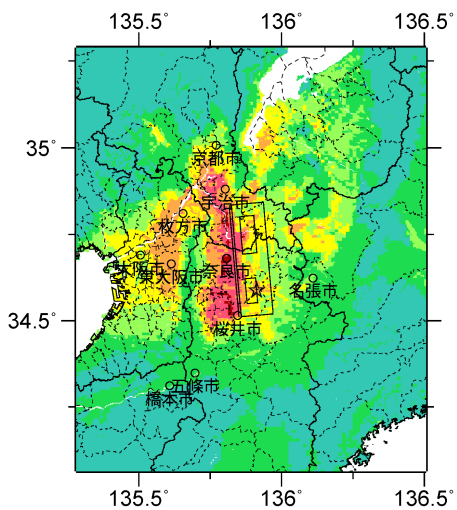 135.5˚ 136˚ 136.5˚
35˚
京都市
宇治市
枚方市
大阪市
東大阪市
奈良市
名張市
34.5˚
桜井市
五條市
橋本市
135.5˚ 136˚ 136.5˚